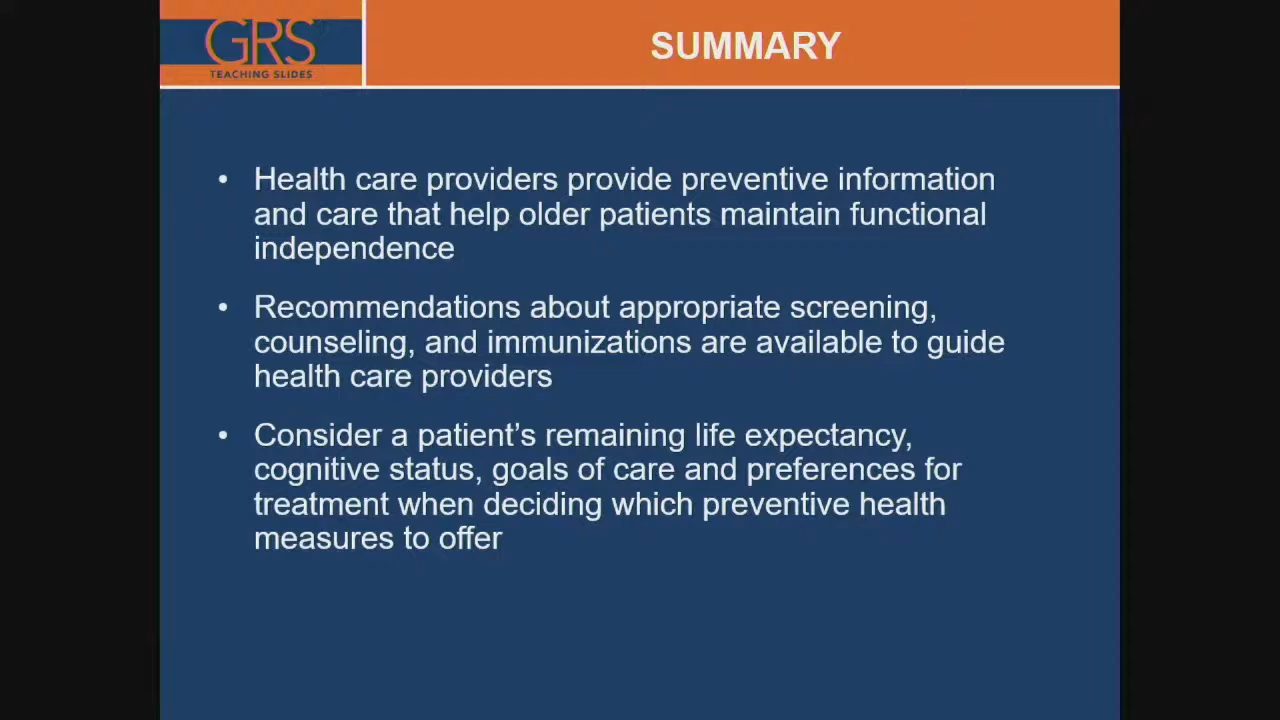 GRS
TEACHING SLIDES
SUMMARY
• Health care providers provide preventive information
and care that help older patients maintain functional
independence
• Recommendations about appropriate screening,
counseling, and immunizations are available to guide
health care providers
• Consider a patient’s remaining life expectancy,
cognitive status, goals of care and preferences for
treatment when deciding which preventive health
measures to offer